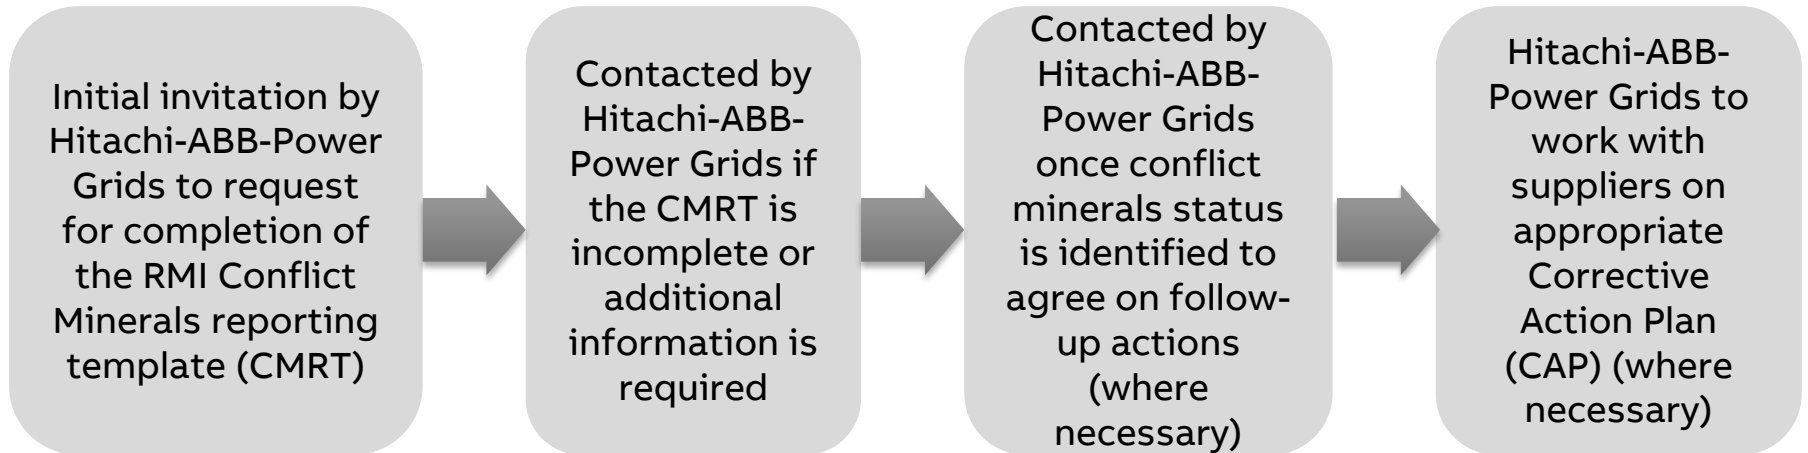 Initial invitation by
Hitachi-ABB-Power
Grids to request
for completion of
the RMI Conflict
Minerals reporting
template (CMRT)
Contacted by
Hitachi-ABB-
Power Grids if
the CMRT is
incomplete or
additional
information is
required
Contacted by
Hitachi-ABB-
Power Grids
once conflict
minerals status
is identified to
agree on follow-
up actions
(where
necessary)
Hitachi-ABB-
Power Grids to
work with
suppliers on
appropriate
Corrective
Action Plan
(CAP) (where
necessary)